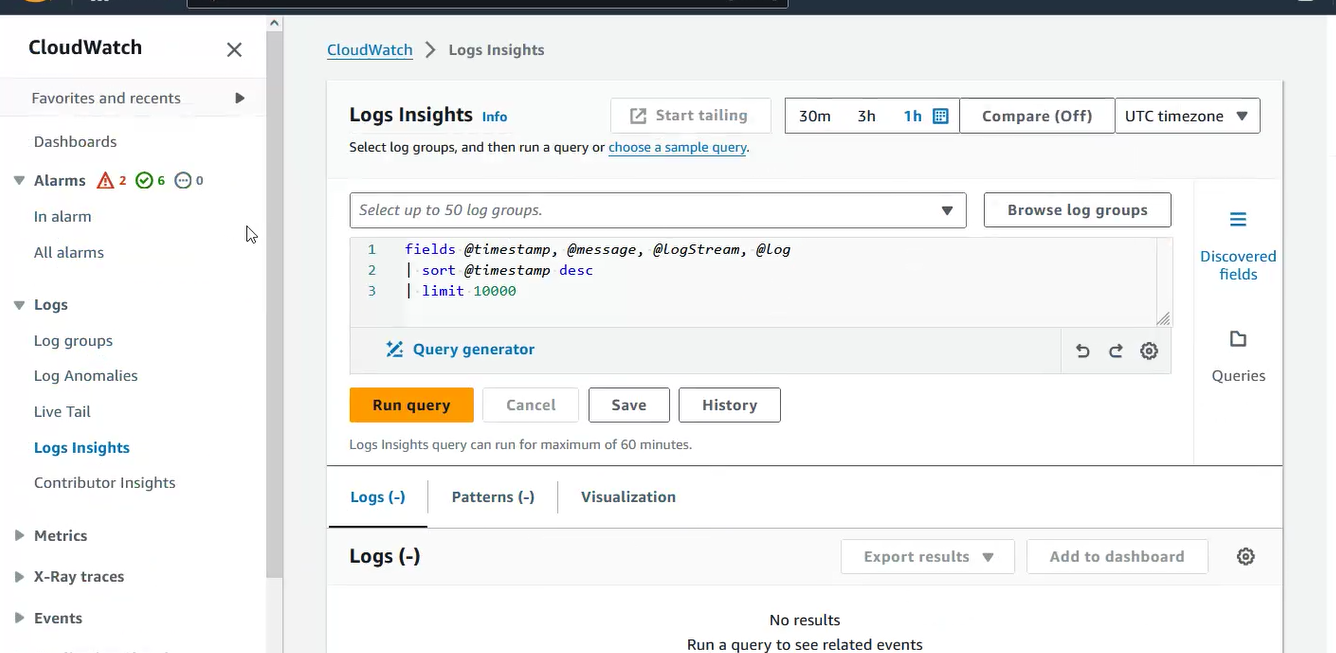 CloudWatch
Favorites and recents
Dashboards
Alarms 2 6 0
In alarm
All alarms
Logs
Log groups
Log Anomalies
Live Tail
Logs Insights
Contributor Insights
Metrics
X-Ray traces
Events
CloudWatch > Logs Insights
Logs Insights Info
Start tailing
30m 3h 1h Compare (Off) UTC timezone
Select log groups, and then run a query or choose a sample query.
Select up to 50 log groups.
Browse log groups
1 fields @timestamp, @message, @logStream, @log
2 | sort @timestamp desc
3 | limit 10000
Query generator
Run query Cancel Save History
Logs Insights query can run for maximum of 60 minutes.
Discovered
fields
Queries
Logs (-) Patterns (-) Visualization
Logs (-)
Export results Add to dashboard
No results
Run a query to see related events